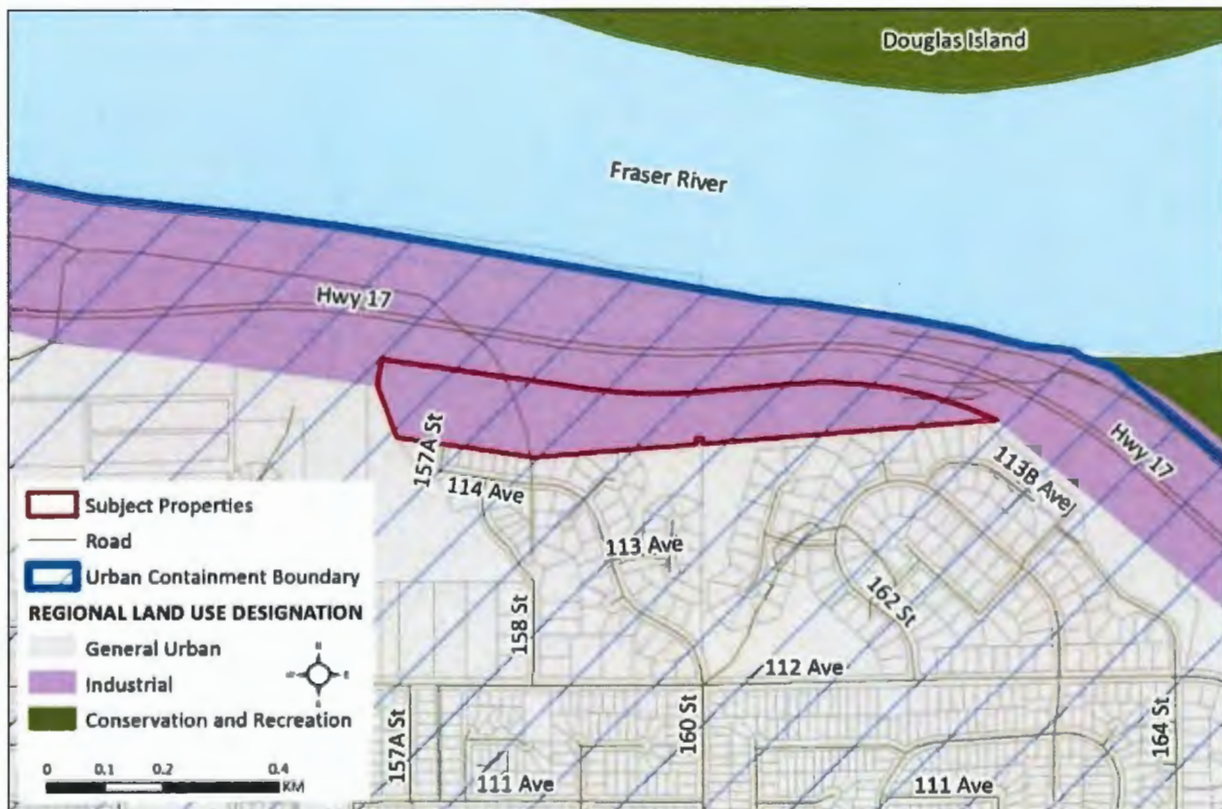 Douglas Island
Fraser River
Hwy 17
157A St
114 Ave
113B Ave
Hwy 17
113 Ave
162 St
158 St
112 Ave
157A St
160 St
164 St
111 Ave
111 Ave
Subject Properties
Road
Urban Containment Boundary
REGIONAL LAND USE DESIGNATION
General Urban
Industrial
Conservation and Recreation
0 0.1 0.2 0.4
KM